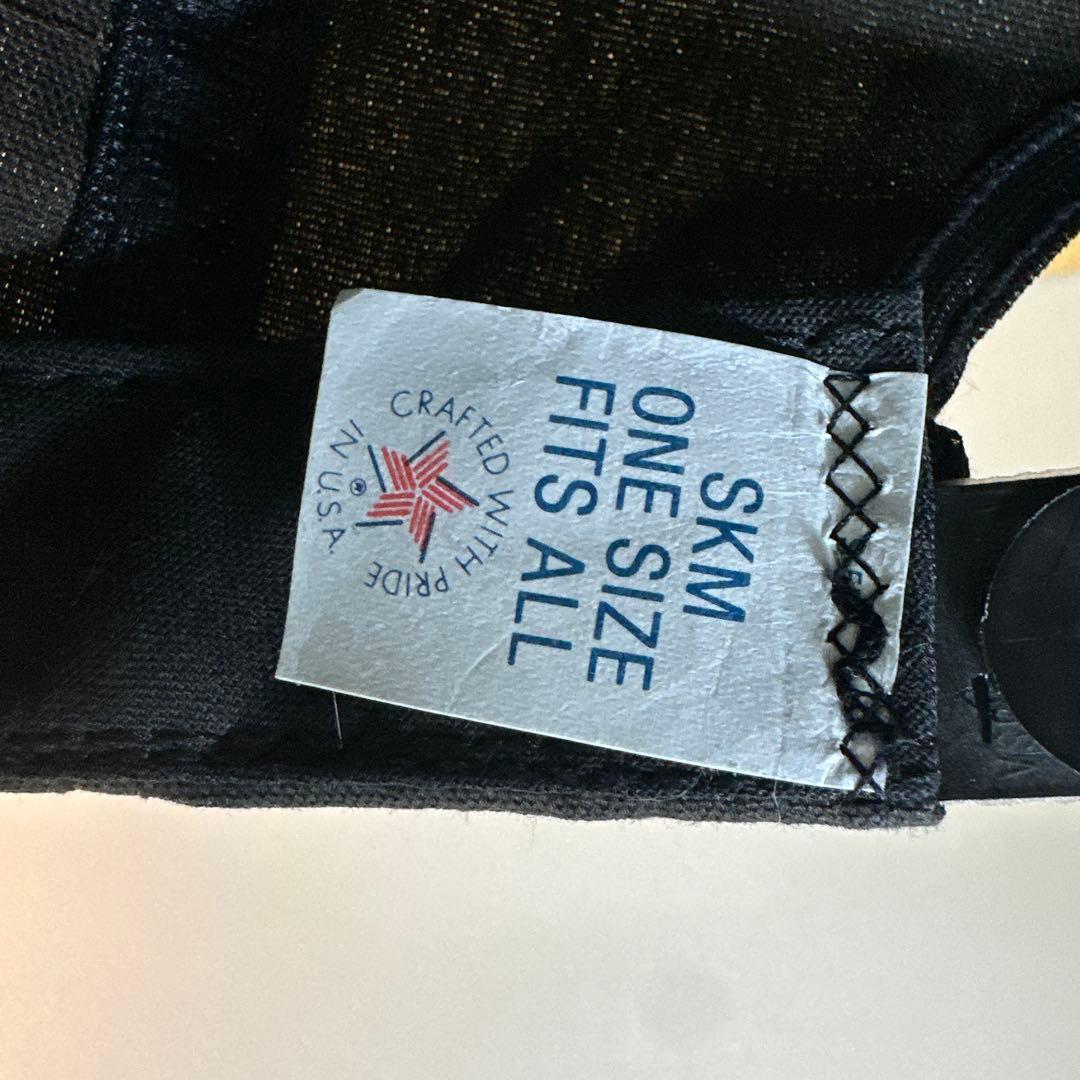 SKM
ONE SIZE
FITS ALL
CRAFTED WITH PRIDE
IN U.S.A.